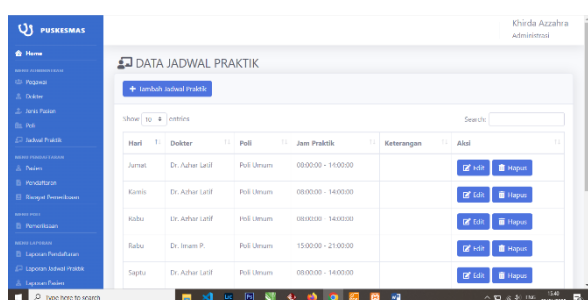 PUSKESMAS
Khirda Azzahra
Administrasi
Home
Pegawai
Dokter
Jenis Pasien
Poli
Jadwal Praktik
Pasien
Pendaftaran
Riwayat Pemeriksaan
Pemeriksaan
MENU LAPORAN
Laporan Pendaftaran
Laporan Jadwal Praktik
Laporan Pasien
DATA JADWAL PRAKTIK
+ Tambah Jadwal Praktik
Show 10 entries
Search:
Hari Dokter Poli Jam Praktik Keterangan Aksi
Jumat Dr. Azhar Latif Poli Umum 08:00:00 - 14:00:00 Edit Hapus
Kamis Dr. Azhar Latif Poli Umum 08:00:00 - 14:00:00 Edit Hapus
Rabu Dr. Azhar Latif Poli Umum 08:00:00 - 14:00:00 Edit Hapus
Rabu Dr. Imam P. Poli Umum 15:00:00 - 21:00:00 Edit Hapus
Saptu Dr. Azhar Latif Poli Umum 08:00:00 - 14:00:00 Edit Hapus
Type here to search